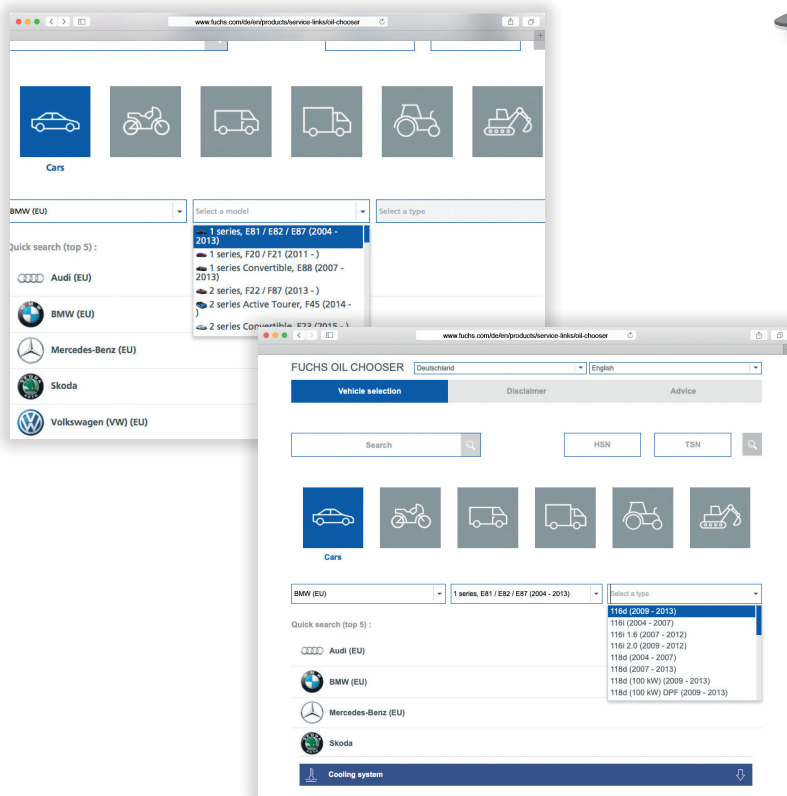 www.fuchs.com/de/en/products/service-links/oil-chooser
Cars
BMW (EU)
Select a model
Select a type
1 series, E81 / E82 / E87 (2004 -
2013)
1 series, F20 / F21 (2011 - )
1 series Convertible, E88 (2007 -
2013)
2 series, F22 / F87 (2013 - )
2 series Active Tourer, F45 (2014 -
)
2 series Convertible, F23 (2015 - )
Quick search (top 5) :
Audi (EU)
BMW (EU)
Mercedes-Benz (EU)
Skoda
Volkswagen (VW) (EU)
www.fuchs.com/de/en/products/service-links/oil-chooser
FUCHS OIL CHOOSER
Deutschland
English
Vehicle selection
Disclaimer
Advice
Search
HSN
TSN
Cars
BMW (EU)
1 series, E81 / E82 / E87 (2004 - 2013)
Select a type
116d (2009 - 2013)
116i (2004 - 2007)
116i 1.6 (2007 - 2012)
116i 2.0 (2009 - 2012)
118d (2004 - 2007)
118d (2007 - 2013)
118d (100 kW) (2009 - 2013)
118d (100 kW) DPF (2009 - 2013)
Quick search (top 5) :
Audi (EU)
BMW (EU)
Mercedes-Benz (EU)
Skoda
Cooling system